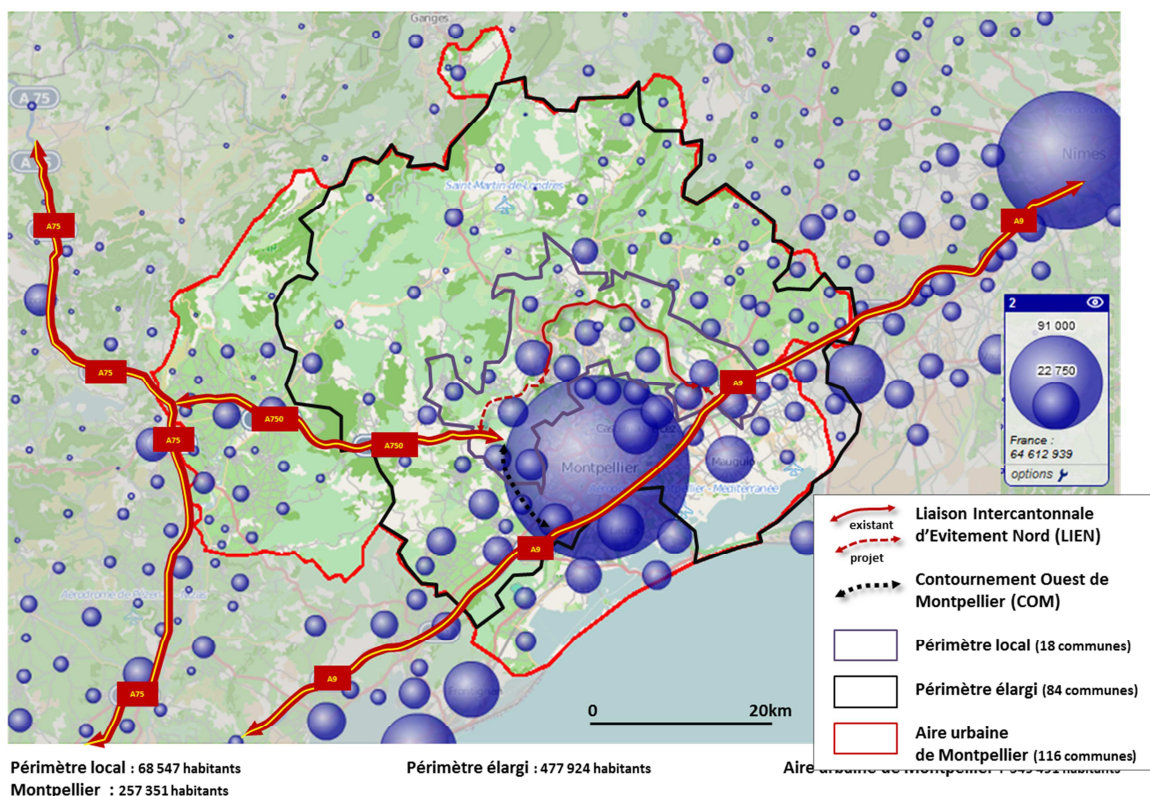 Ganges
A 75
Nîmes
Saint-Martin-de-Londres
A75
A9
2
91 000
22 750
France :
64 612 939
options
A75
A9
A750
A75
A750
Montpellier
Mauguio
Méditerranée
A9
Liaison Intercantonnale
d'Evitement Nord (LIEN)
existant
projet
Contournement Ouest de
Montpellier (COM)
Périmètre local (18 communes)
Périmètre élargi (84 communes)
Aire urbaine
de Montpellier (116 communes)
A9
A75
Frontignan
0 20km
Périmètre local : 68 547 habitants
Périmètre élargi : 477 924 habitants
Montpellier : 257 351 habitants